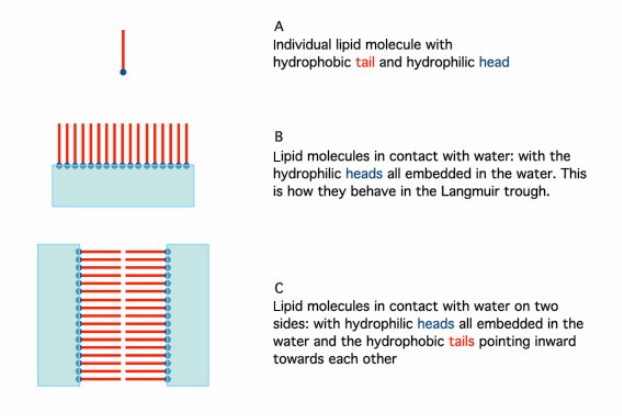 A
Individual lipid molecule with
hydrophobic tail and hydrophilic head
B
Lipid molecules in contact with water: with the
hydrophilic heads all embedded in the water. This
is how they behave in the Langmuir trough.
C
Lipid molecules in contact with water on two
sides: with hydrophilic heads all embedded in the
water and the hydrophobic tails pointing inward
towards each other